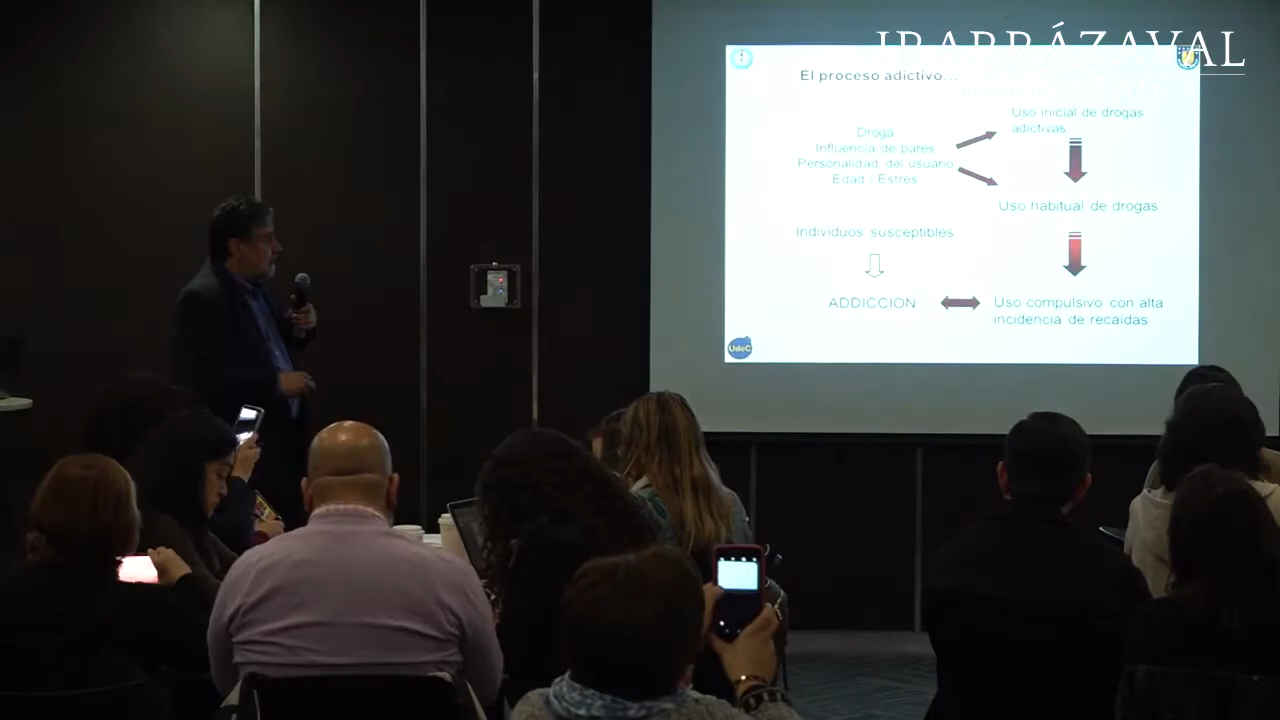 IRARRÁZAVAL
El proceso adictivo...
Uso inicial de drogas
adictivas
Droga
Influencia de pares
Personalidad del usuario
Edad / Estres
Uso habitual de drogas
Individuos susceptibles
ADDICCION
Uso compulsivo con alta
incidencia de recaídas
UdeC